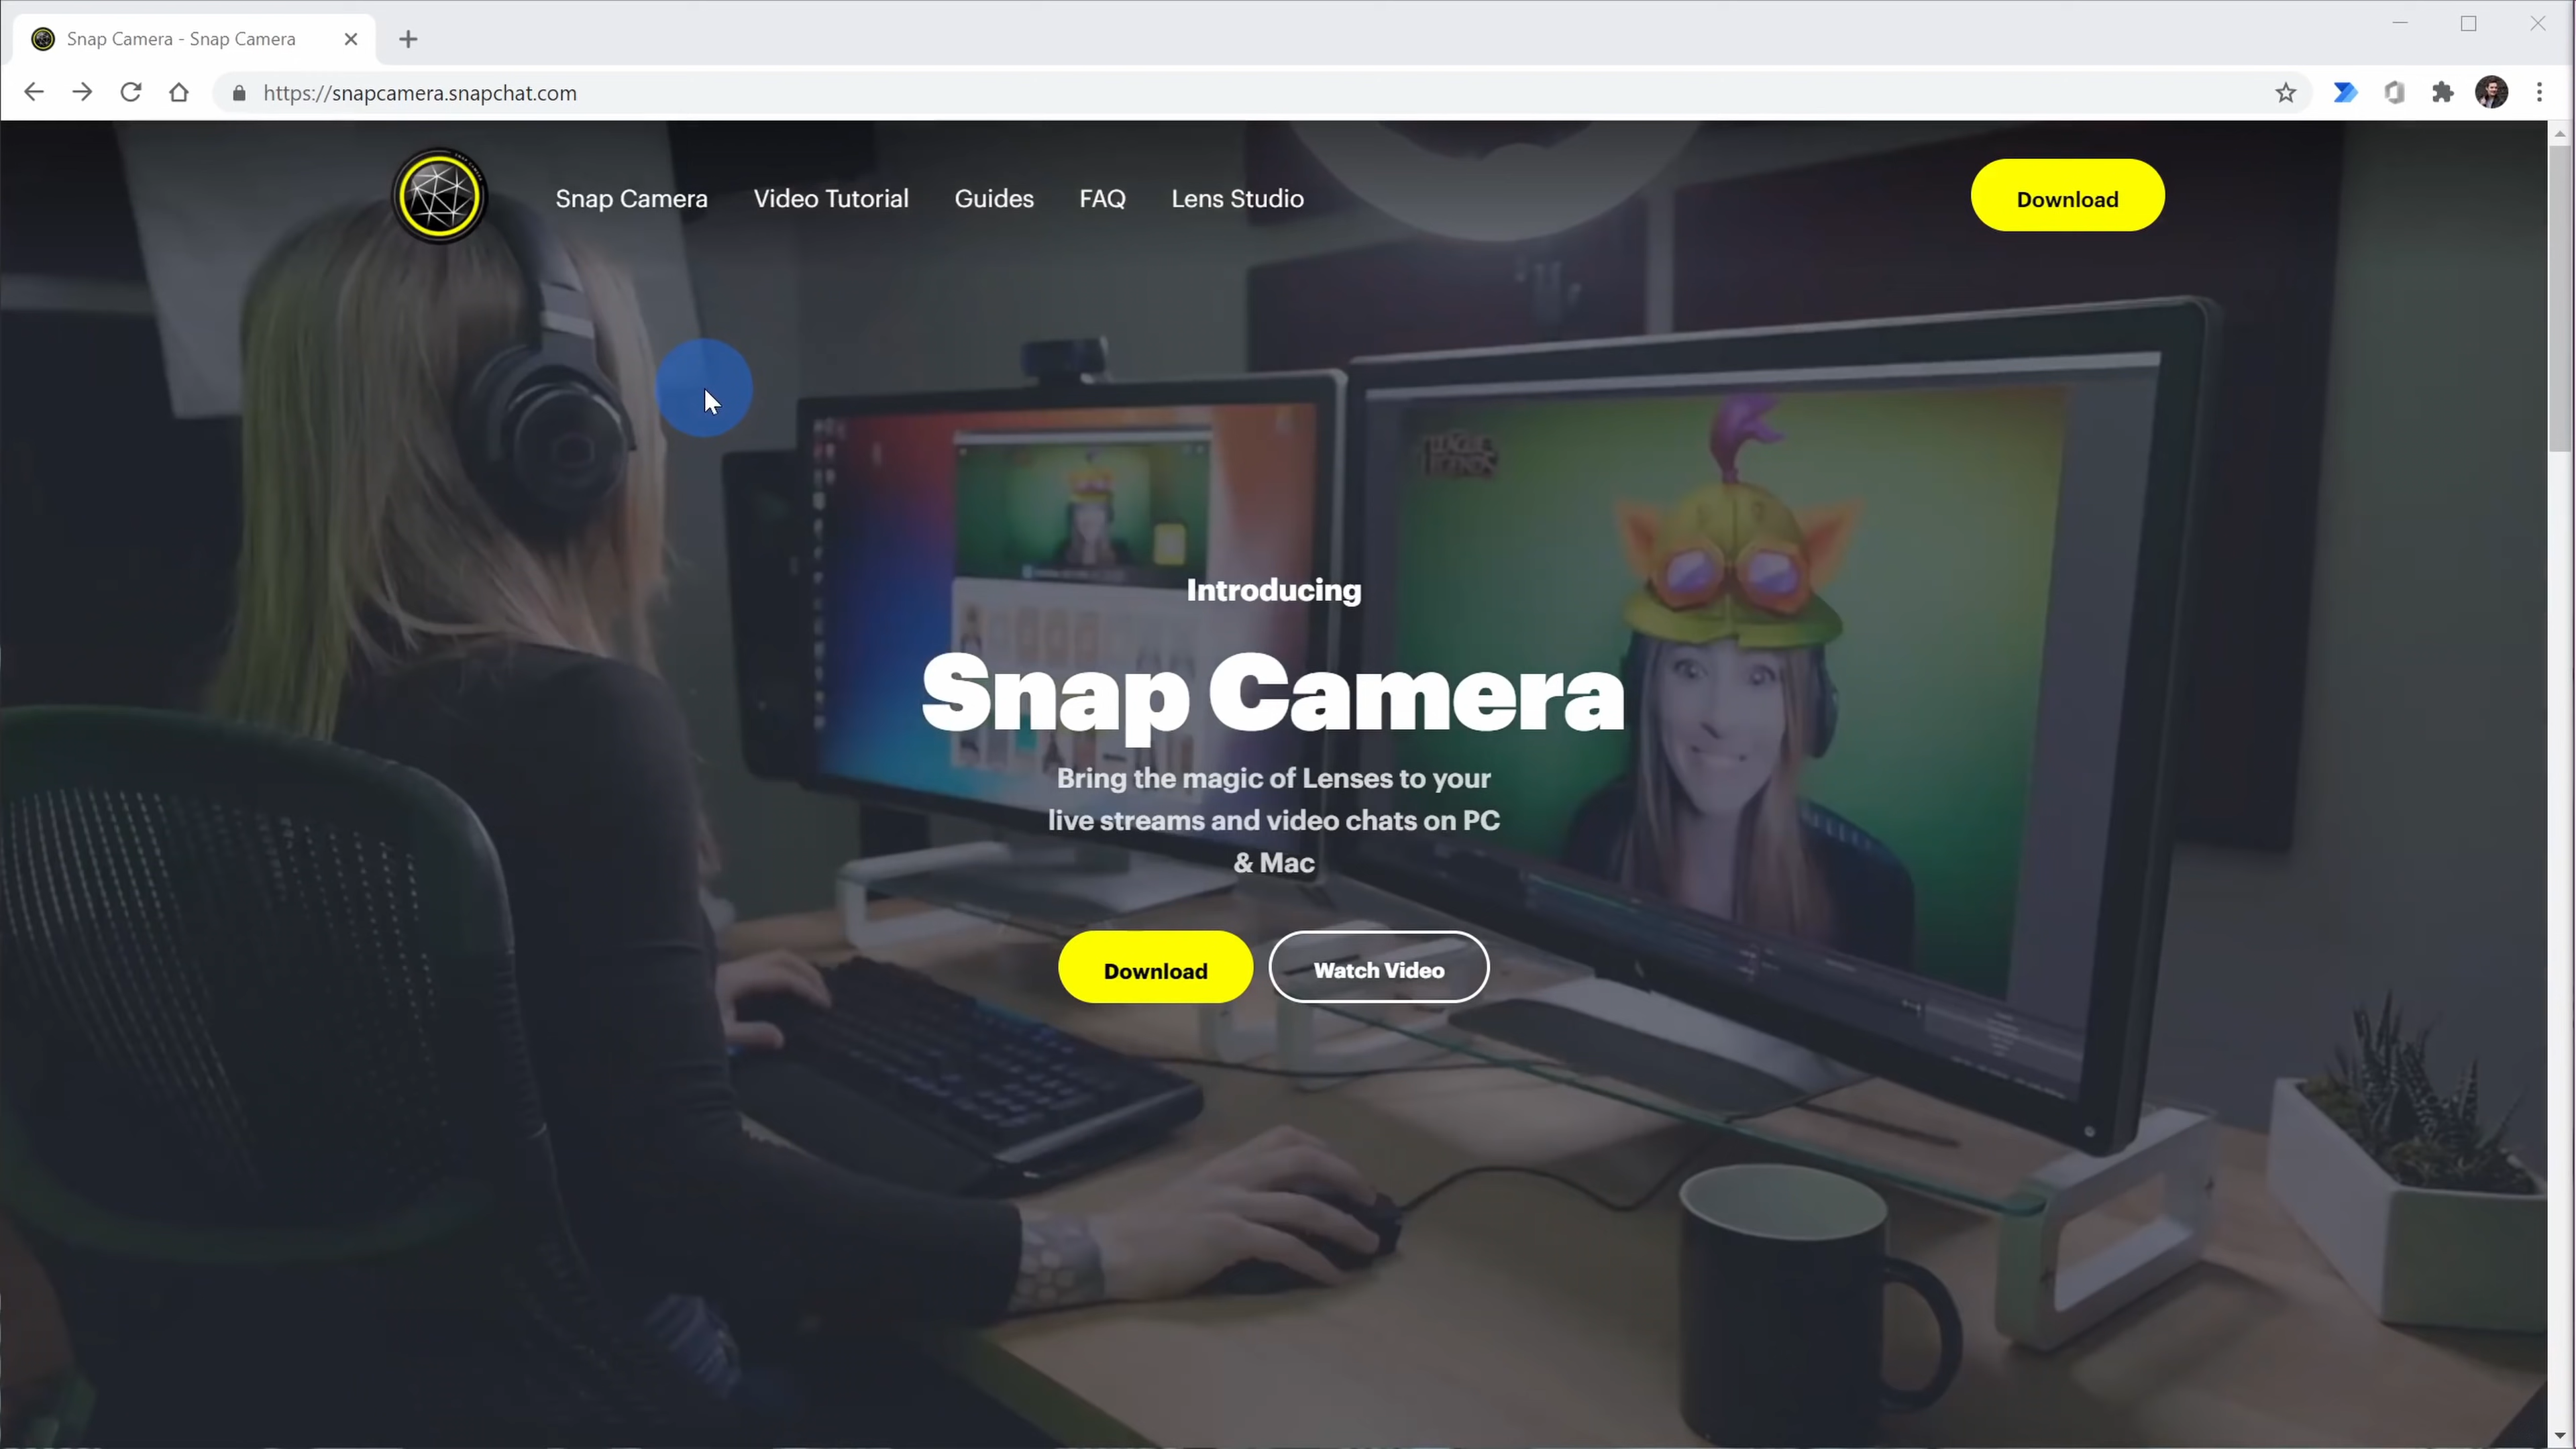 Snap Camera - Snap Camera
https://snapcamera.snapchat.com
Snap Camera Video Tutorial Guides FAQ Lens Studio Download
LEAGUE
LEGENDS
Introducing
Snap Camera
Bring the magic of Lenses to your
live streams and video chats on PC
& Mac
Download Watch Video